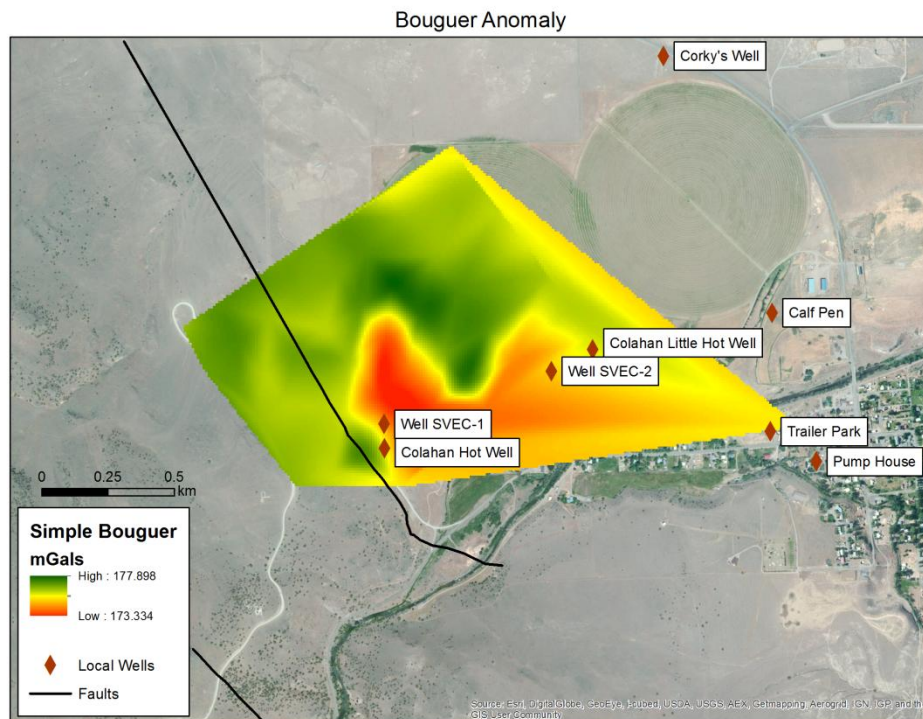 Bouguer Anomaly
Corky's Well
Calf Pen
Colahan Little Hot Well
Well SVEC-2
Well SVEC-1
Trailer Park
Colahan Hot Well
Pump House
0 0.25 0.5
km
Simple Bouguer
mGals
High : 177.898
Low : 173.334
Local Wells
Faults
Source: Esri, DigitalGlobe, GeoEye, i-cubed, USDA, USGS, AEX, Getmapping, Aerogrid, IGN, IGP, and
GIS User Community